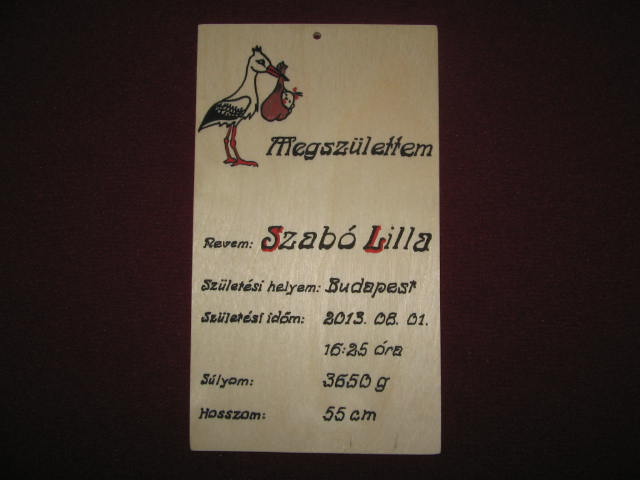 Megszülettem
Nevem: Szabó Lilla
Születési helyem: Budapest
Születési időm: 2013. 08. 01.
16:25 óra
Súlyom: 3650 g
Hosszom: 55 cm